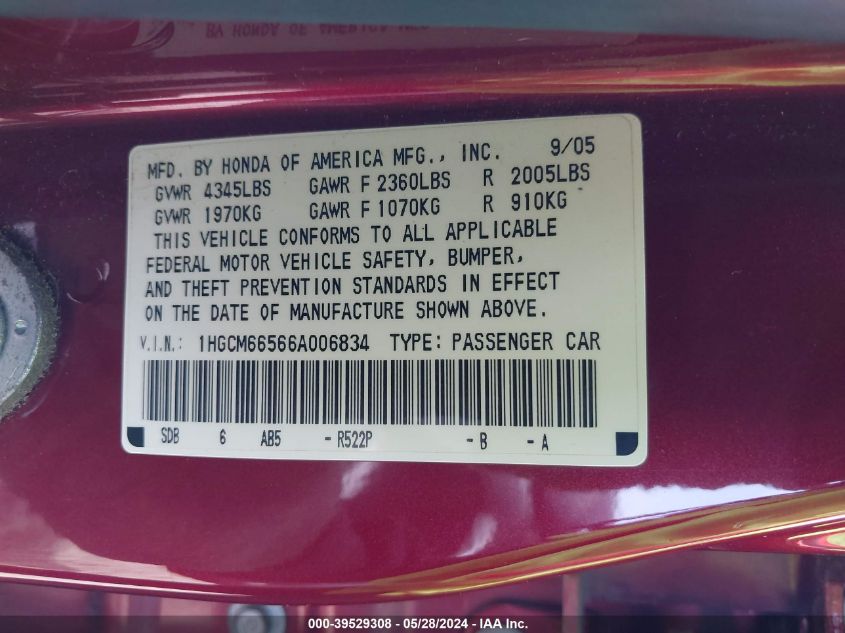 MFD. BY HONDA OF AMERICA MFG., INC. 9/05
GVWR 4345LBS GAWR F 2360LBS R 2005LBS
GVWR 1970KG GAWR F 1070KG R 910KG
THIS VEHICLE CONFORMS TO ALL APPLICABLE
FEDERAL MOTOR VEHICLE SAFETY, BUMPER,
AND THEFT PREVENTION STANDARDS IN EFFECT
ON THE DATE OF MANUFACTURE SHOWN ABOVE.
V.I.N.: 1HGCM66566A006834 TYPE: PASSENGER CAR
SDB 6 AB5 - R522P - B - A
000-39529308 - 05/28/2024 - IAA Inc.